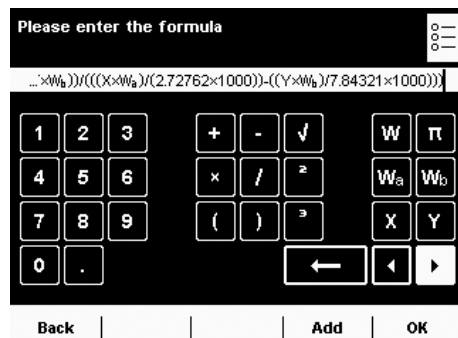 Please enter the formula
...'×Wb))/(((X×Wa)/(2.72762×1000))-((Y×Wb)/7.84321×1000)))
1 2 3 + - √ W π
4 5 6 × / ² Wa Wb
7 8 9 ( ) ³ X Y
0 .
Back Add OK